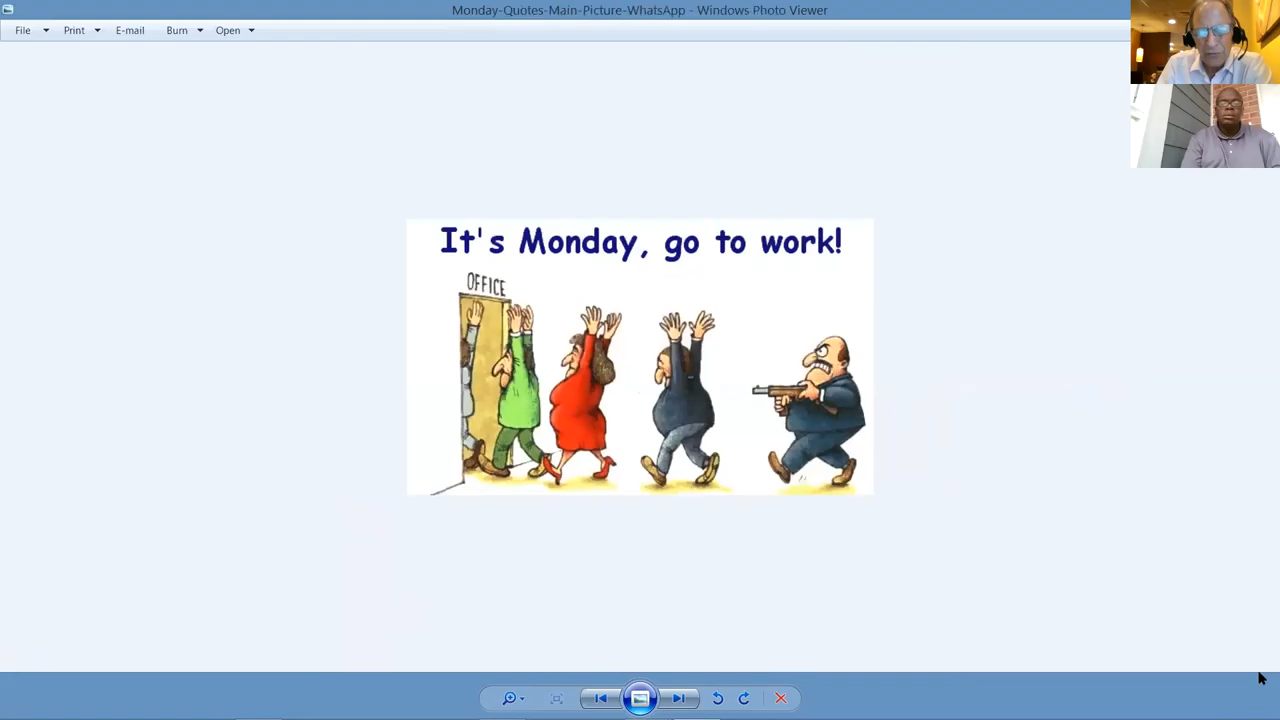 Monday-Quotes-Main-Picture-WhatsApp - Windows Photo Viewer
File Print E-mail Burn Open
It's Monday, go to work!
OFFICE